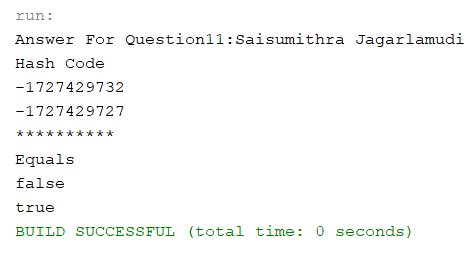 run:
Answer For Question11:Saisumithra Jagarlamudi
Hash Code
-1727429732
-1727429727
**********
Equals
false
true
BUILD SUCCESSFUL (total time: 0 seconds)